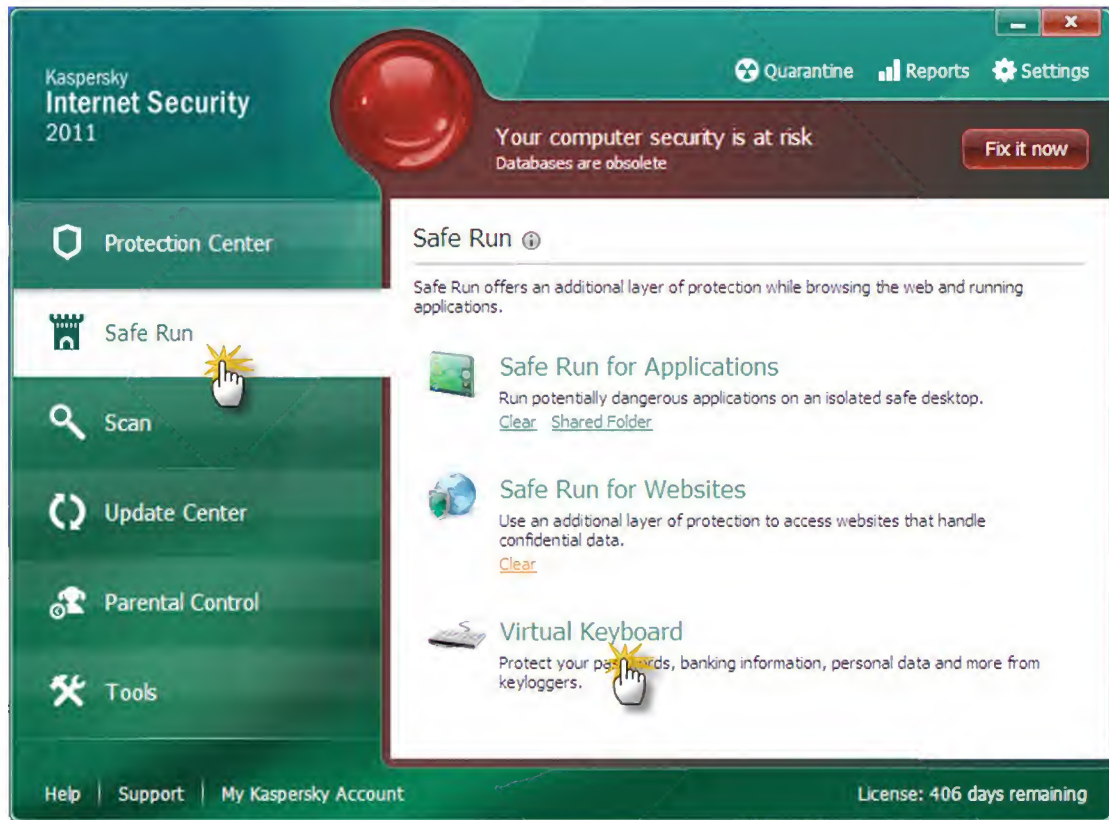 Kaspersky
Internet Security
2011
Quarantine
Reports
Settings
Your computer security is at risk
Databases are obsolete
Fix it now
Protection Center
Safe Run
Scan
Update Center
Parental Control
Tools
Safe Run
Safe Run offers an additional layer of protection while browsing the web and running
applications.
Safe Run for Applications
Run potentially dangerous applications on an isolated safe desktop.
Clear Shared Folder
Safe Run for Websites
Use an additional layer of protection to access websites that handle
confidential data.
Clear
Virtual Keyboard
Protect your passwords, banking information, personal data and more from
keyloggers.
Help | Support | My Kaspersky Account
License: 406 days remaining